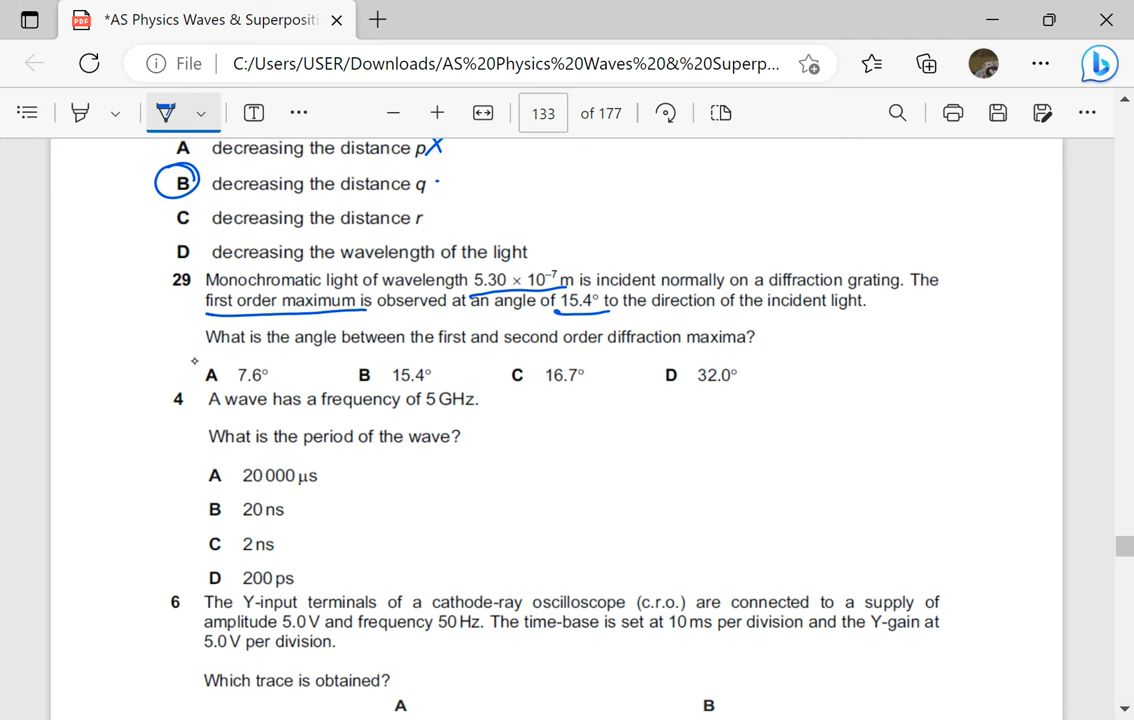 *AS Physics Waves & Superpositi
File C:/Users/USER/Downloads/AS%20Physics%20Waves%20&%20Superp...
133 of 177
A decreasing the distance p
B decreasing the distance q
C decreasing the distance r
D decreasing the wavelength of the light
29 Monochromatic light of wavelength 5.30 × 10⁻⁷ m is incident normally on a diffraction grating. The
first order maximum is observed at an angle of 15.4° to the direction of the incident light.
What is the angle between the first and second order diffraction maxima?
A 7.6° B 15.4° C 16.7° D 32.0°
4 A wave has a frequency of 5 GHz.
What is the period of the wave?
A 20 000 µs
B 20 ns
C 2 ns
D 200 ps
6 The Y-input terminals of a cathode-ray oscilloscope (c.r.o.) are connected to a supply of
amplitude 5.0 V and frequency 50 Hz. The time-base is set at 10 ms per division and the Y-gain at
5.0 V per division.
Which trace is obtained?
A B